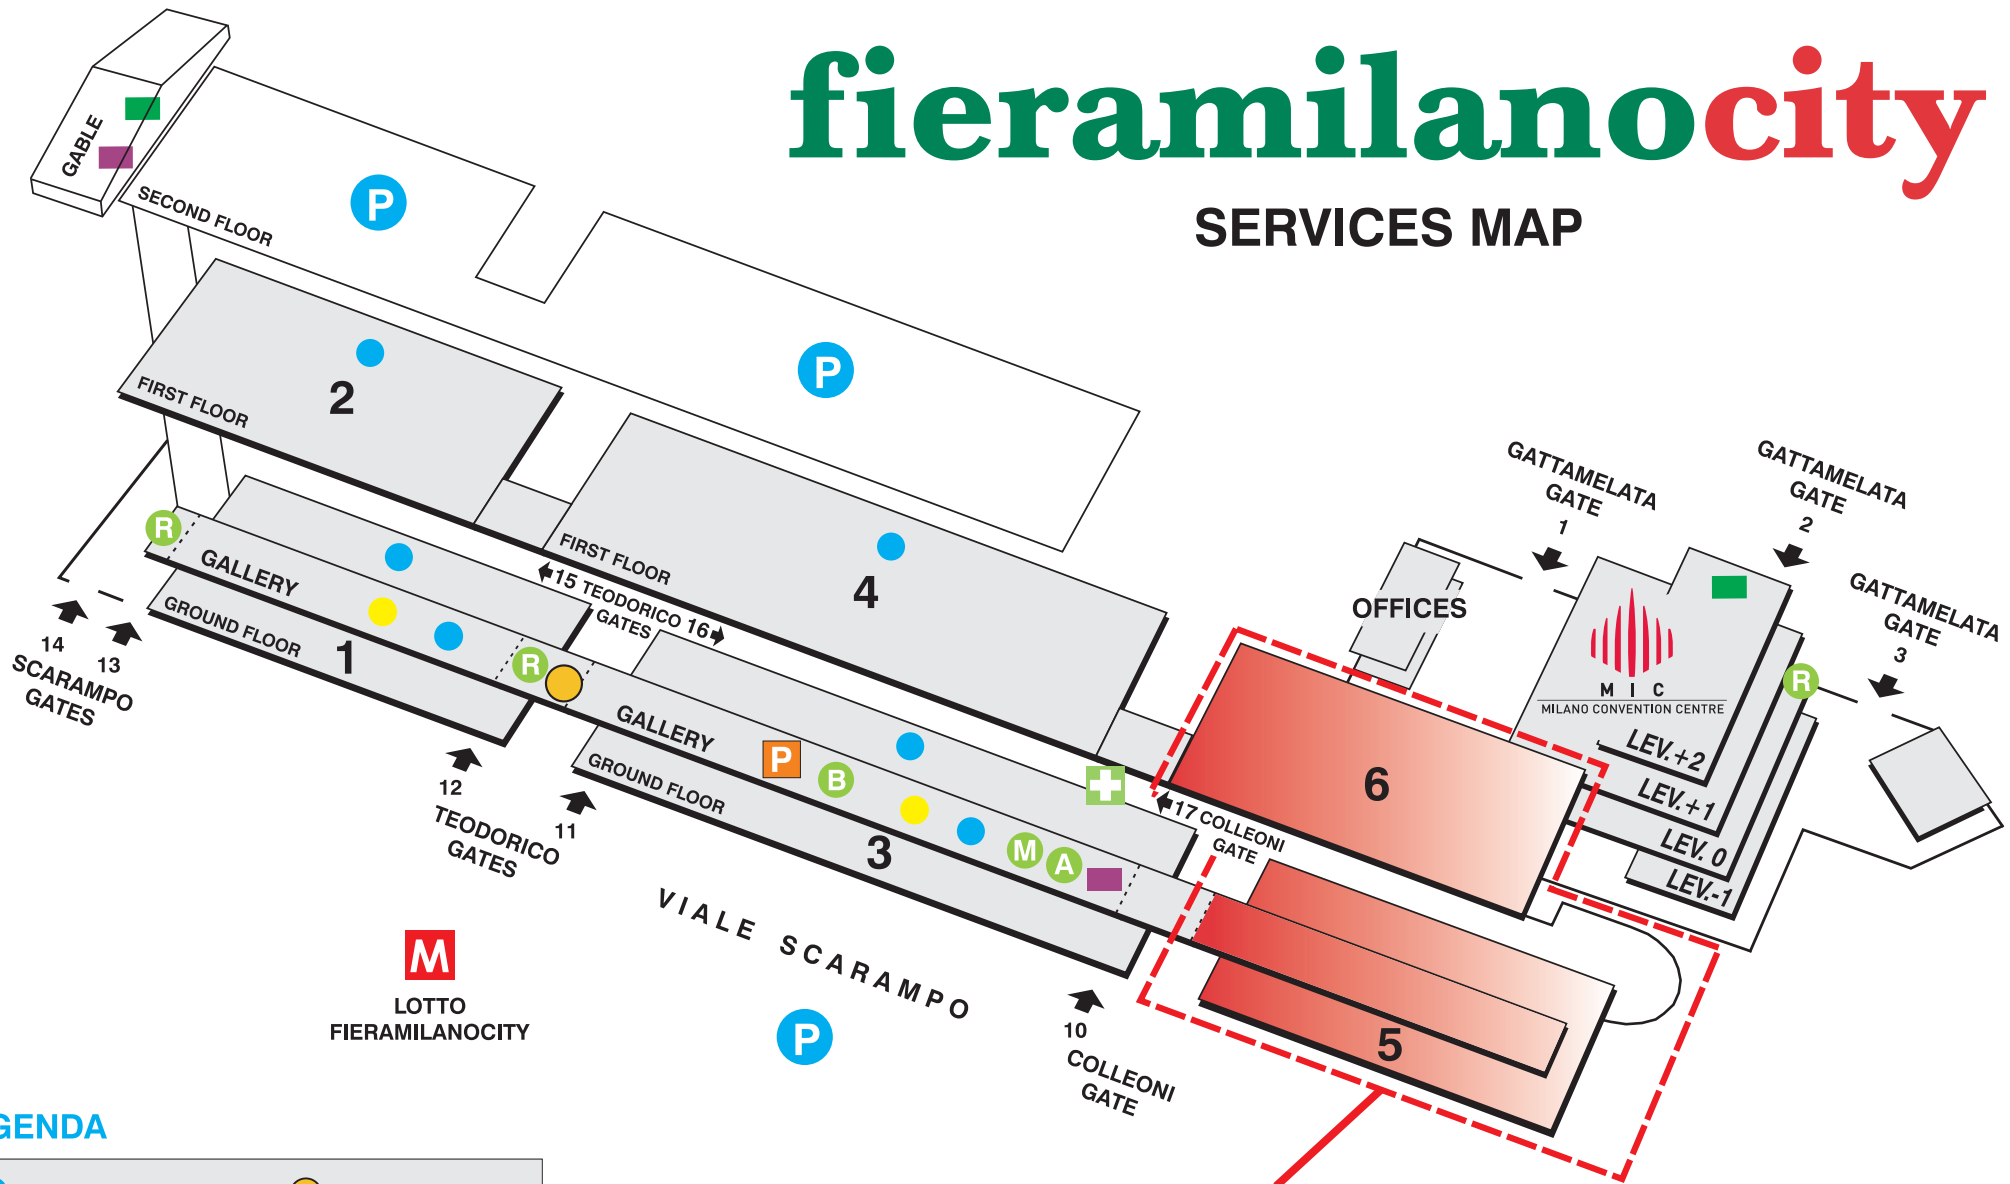 fieramilanocity
SERVICES MAP
GABLE
SECOND FLOOR
P
P
FIRST FLOOR
2
FIRST FLOOR
4
R
GALLERY
GROUND FLOOR
1
15 TEODORICO 16
GATES
R
GALLERY
GROUND FLOOR
P
B
3
M
A
14
13
SCARAMPO
GATES
12
11
TEODORICO
GATES
17 COLLEONI
GATE
OFFICES
6
5
GATTAMELATA
GATE
1
GATTAMELATA
GATE
2
GATTAMELATA
GATE
3
M I C
MILANO CONVENTION CENTRE
R
LEV.+2
LEV.+1
LEV. 0
LEV.-1
VIALE SCARAMPO
M
LOTTO
FIERAMILANOCITY
P
10
COLLEONI
GATE
GENDA